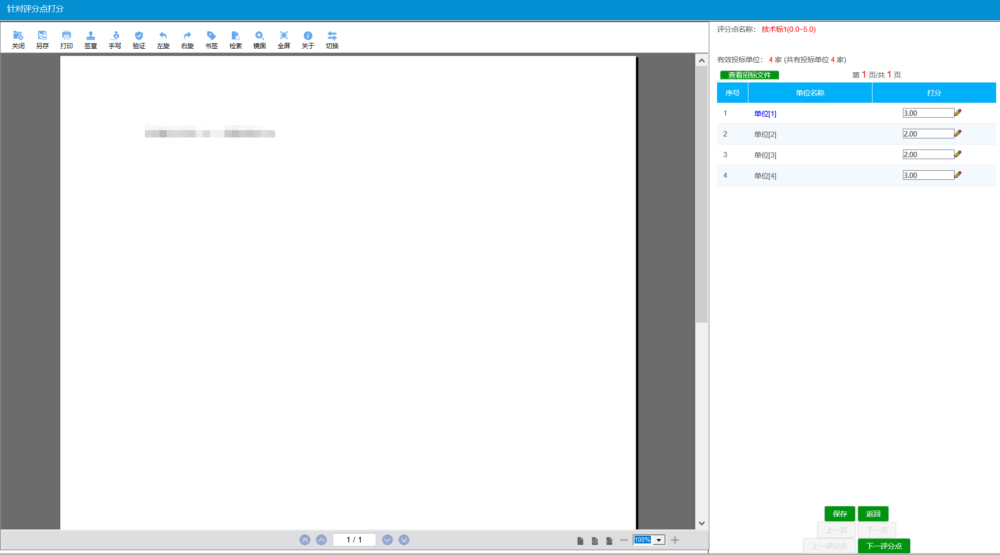 针对评分点打分
关闭 另存 打印 签章 手写 验证 左旋 右旋 书签 检索 镜面 全屏 关于 切换
评分点名称： 技术标1(0.0~5.0)
有效投标单位： 4 家 (共有投标单位 4 家)
查看招标文件 第 1 页/共 1 页
序号 单位名称 打分
1 单位[1] 3.00
2 单位[2] 2.00
3 单位[3] 2.00
4 单位[4] 3.00
保存 返回
上一页 下一页
上一评分点 下一评分点
1 / 1 100%